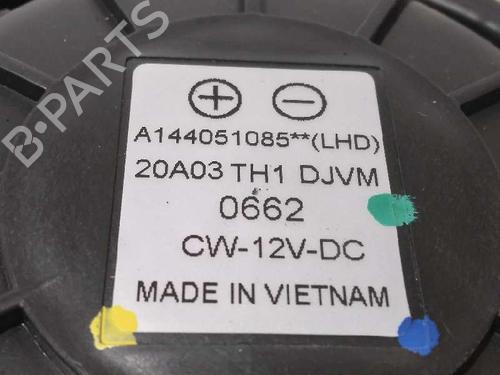 B-Parts
A144051085**(LHD)
20A03 TH1 DJVM
0662
CW-12V-DC
MADE IN VIETNAM